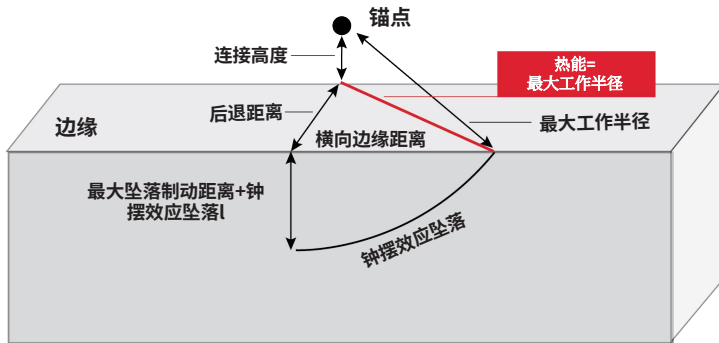 锚点
连接高度
热能=
最大工作半径
后退距离
最大工作半径
边缘
横向边缘距离
最大坠落制动距离+钟
摆效应坠落l
钟摆效应坠落